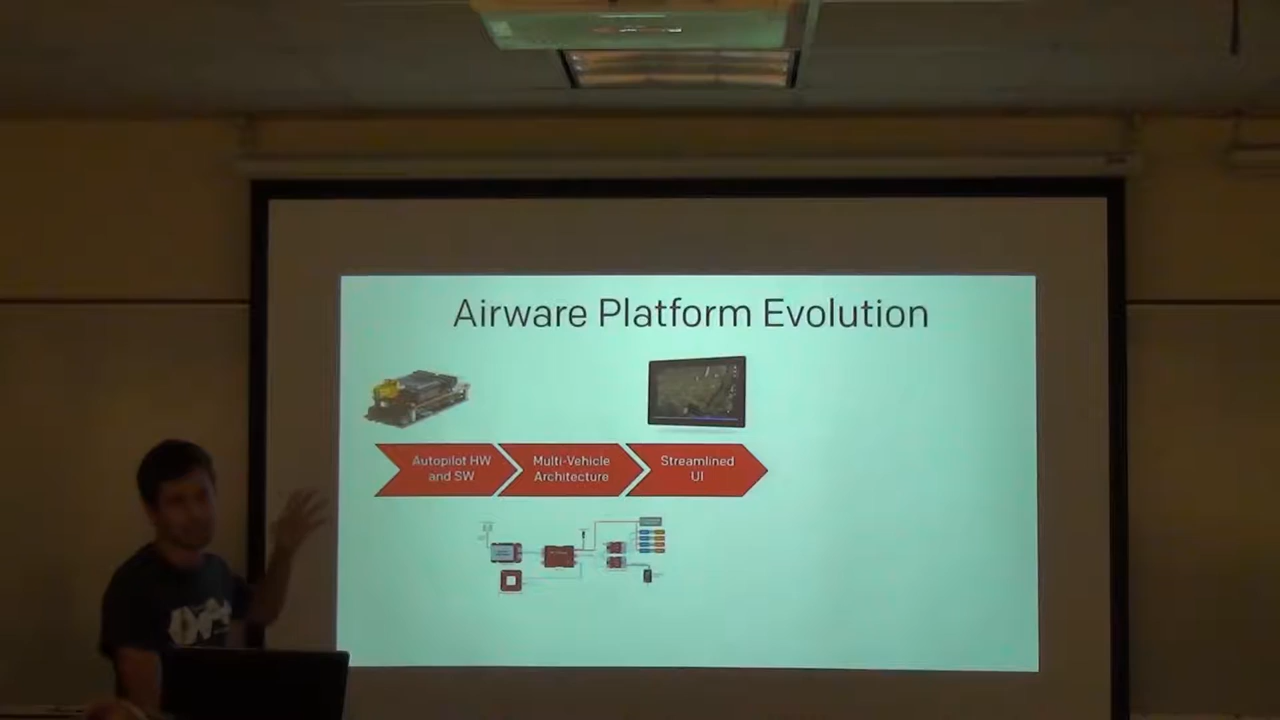 Airware Platform Evolution
Autopilot HW
and SW
Multi-Vehicle
Architecture
Streamlined
UI